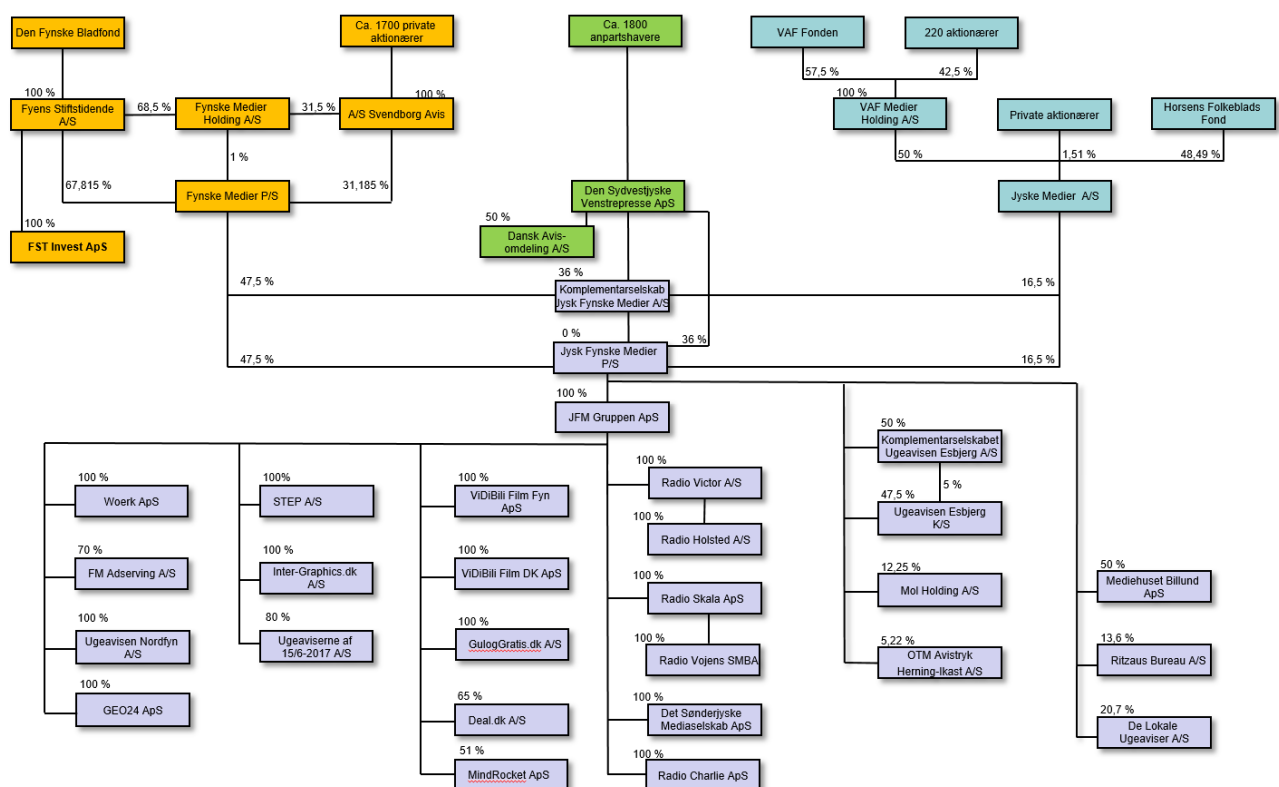 Den Fynske Bladfond
Ca. 1700 private
aktionærer
Ca. 1800
anpartshavere
VAF Fonden
220 aktionærer
57,5 %
42,5 %
100 %
Fyens Stiftstidende
A/S
68,5 %
Fynske Medier
Holding A/S
31,5 %
100 %
A/S Svendborg Avis
100 %
VAF Medier
Holding A/S
Private aktionærer
Horsens Folkeblads
Fond
1 %
50 %
1,51 %
48,49 %
67,815 %
Fynske Medier P/S
31,185 %
Den Sydvestjyske
Venstrepresse ApS
Jyske Medier A/S
100 %
FST Invest ApS
50 %
Dansk Avis-
omdeling A/S
47,5 %
36 %
Komplementarselskab
Jysk Fynske Medier A/S
16,5 %
47,5 %
0 %
Jysk Fynske Medier
P/S
36 %
16,5 %
100 %
JFM Gruppen ApS
100 %
Woerk ApS
70 %
FM Adserving A/S
100 %
Ugeavisen Nordfyn
A/S
100 %
GEO24 ApS
100%
STEP A/S
100 %
Inter-Graphics.dk
A/S
80 %
Ugeaviserne af
15/6-2017 A/S
100 %
ViDiBili Film Fyn
ApS
100 %
ViDiBili Film DK ApS
100 %
GulogGratis.dk A/S
65 %
Deal.dk A/S
51 %
MindRocket ApS
100 %
Radio Victor A/S
100 %
Radio Holsted A/S
100 %
Radio Skala ApS
100 %
Radio Vojens SMBA
100 %
Det Sønderjyske
Mediaselskab ApS
100 %
Radio Charlie ApS
50 %
Komplementarselskabet
Ugeavisen Esbjerg A/S
5 %
47,5 %
Ugeavisen Esbjerg
K/S
12,25 %
Mol Holding A/S
5,22 %
OTM Avistryk
Herning-Ikast A/S
50 %
Mediehuset Billund
ApS
13,6 %
Ritzaus Bureau A/S
20,7 %
De Lokale
Ugeaviser A/S